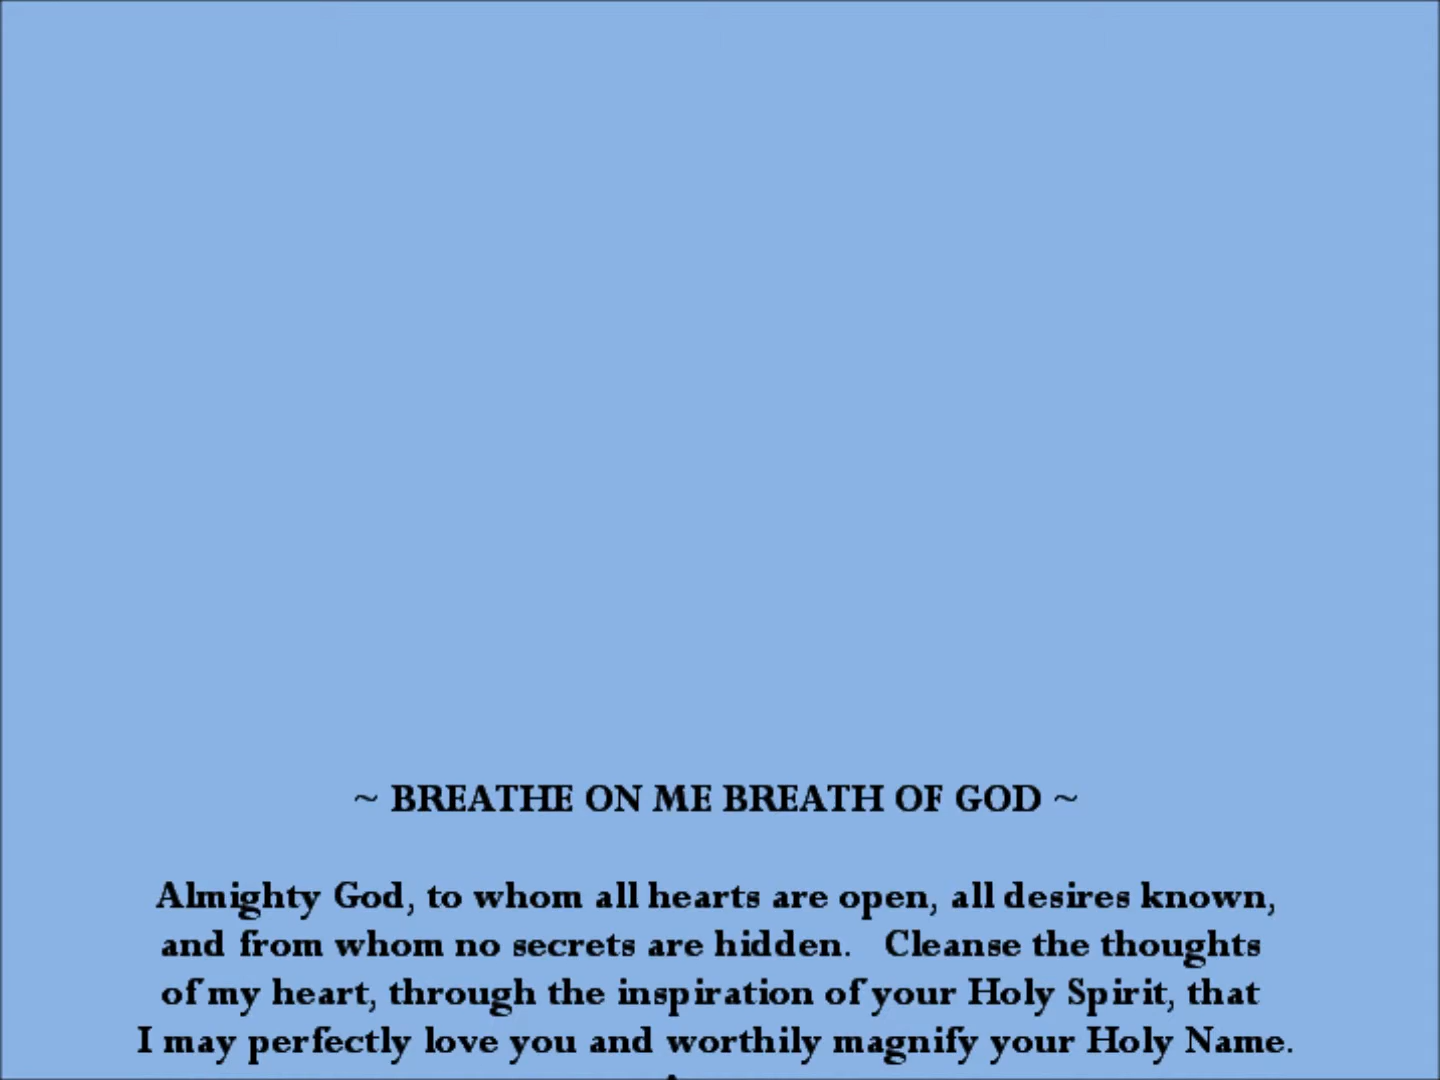 ~ BREATHE ON ME BREATH OF GOD ~
Almighty God, to whom all hearts are open, all desires known,
and from whom no secrets are hidden. Cleanse the thoughts
of my heart, through the inspiration of your Holy Spirit, that
I may perfectly love you and worthily magnify your Holy Name.